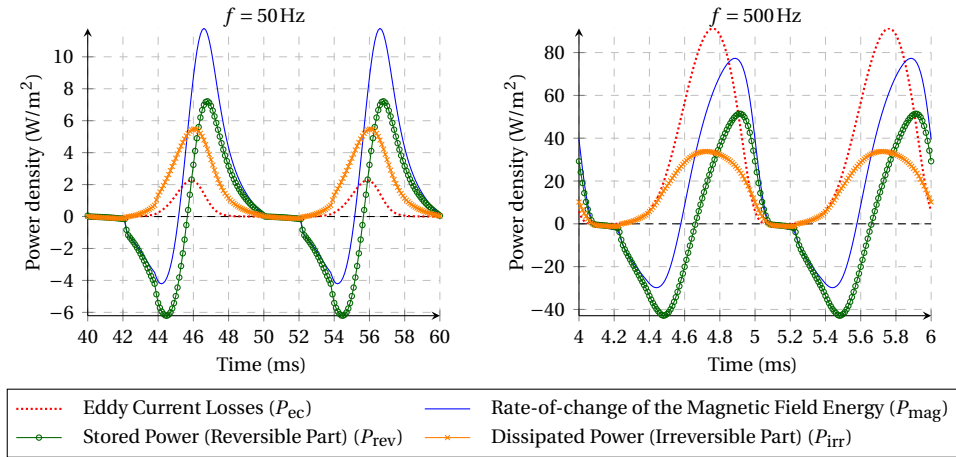 f = 50 Hz
Power density (W/m²)
10
8
6
4
2
0
−2
−4
−6
40 42 44 46 48 50 52 54 56 58 60
Time (ms)
f = 500 Hz
Power density (W/m²)
80
60
40
20
0
−20
−40
4 4.2 4.4 4.6 4.8 5 5.2 5.4 5.6 5.8 6
Time (ms)
Eddy Current Losses (P_ec)
Rate-of-change of the Magnetic Field Energy (P_mag)
Stored Power (Reversible Part) (P_rev)
Dissipated Power (Irreversible Part) (P_irr)